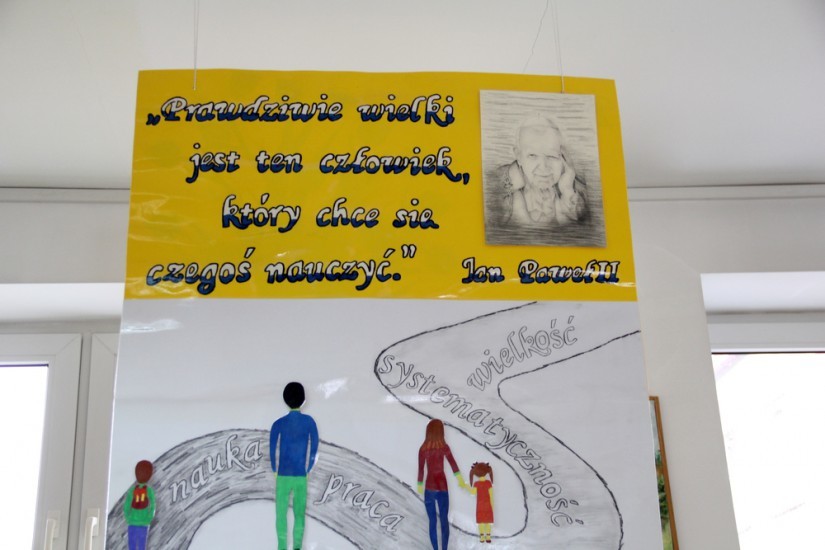 „Prawdziwie wielki
jest ten człowiek,
który chce się
czegoś nauczyć.”
Jan Paweł II
wielkość
systematyczność
nauka
praca